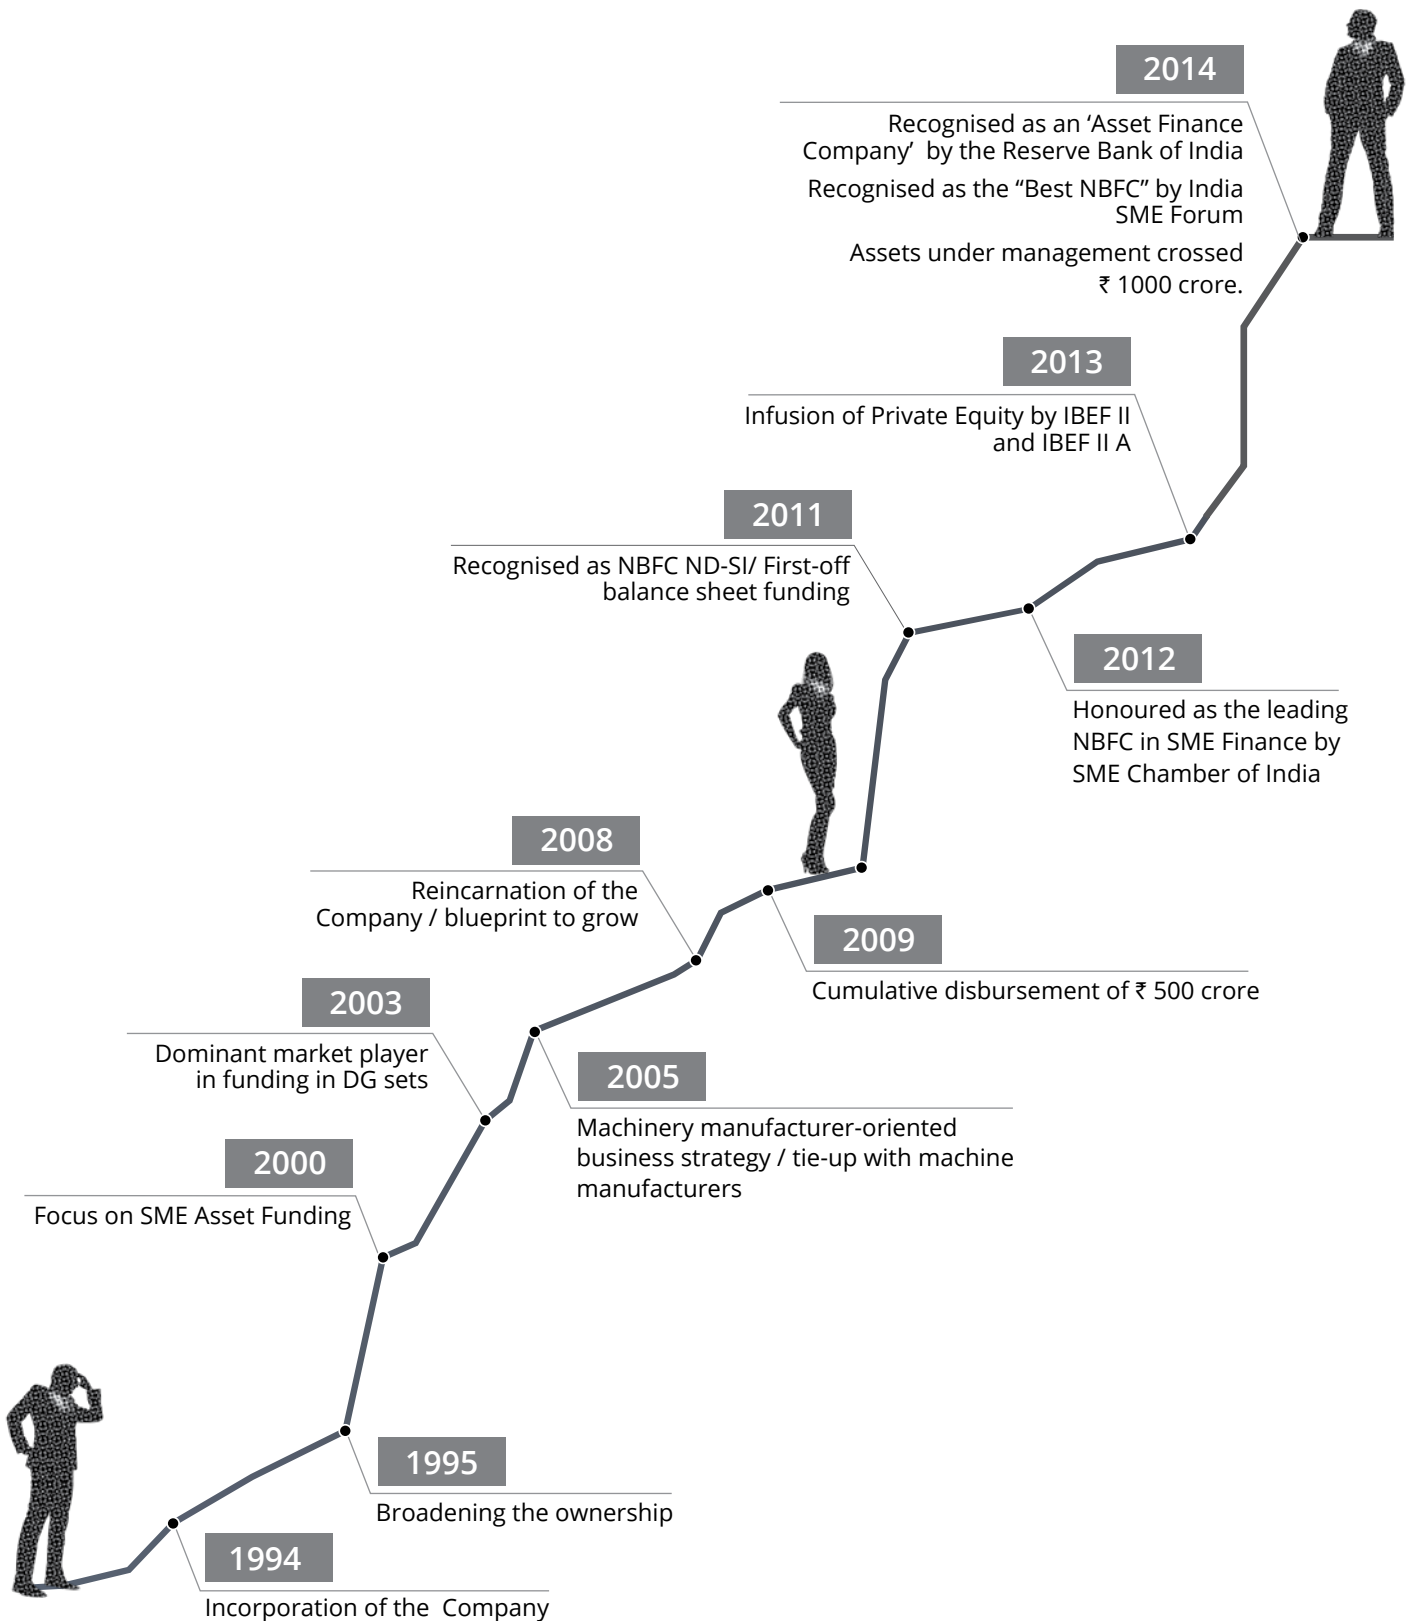 2014
Recognised as an ‘Asset Finance
Company’ by the Reserve Bank of India
Recognised as the “Best NBFC” by India
SME Forum
Assets under management crossed
₹ 1000 crore.
2013
Infusion of Private Equity by IBEF II
and IBEF II A
2011
Recognised as NBFC ND-SI/ First-off
balance sheet funding
2012
Honoured as the leading
NBFC in SME Finance by
SME Chamber of India
2008
Reincarnation of the
Company / blueprint to grow
2009
Cumulative disbursement of ₹ 500 crore
2003
Dominant market player
in funding in DG sets
2005
Machinery manufacturer-oriented
business strategy / tie-up with machine
manufacturers
2000
Focus on SME Asset Funding
1995
Broadening the ownership
1994
Incorporation of the Company